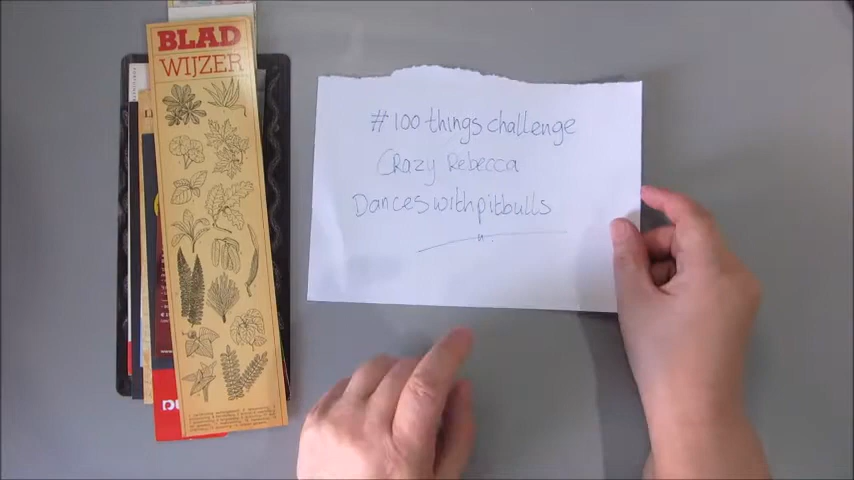 BLAD
WIJZER
#100 things challenge
Crazy Rebecca
Danceswithpitbulls